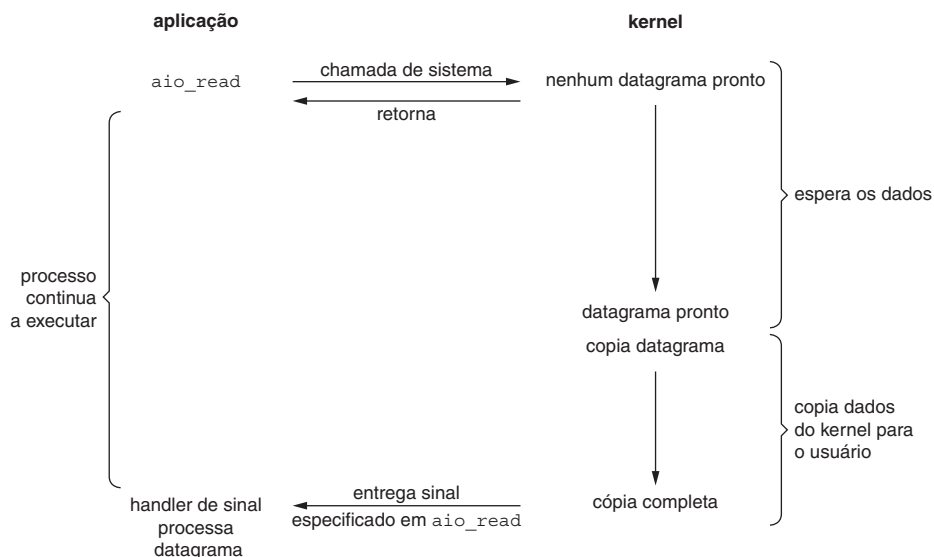 aplicação
kernel
aio_read
chamada de sistema
nenhum datagrama pronto
retorna
espera os dados
processo
continua
a executar
datagrama pronto
copia datagrama
copia dados
do kernel para
o usuário
handler de sinal
processa
datagrama
entrega sinal
especificado em aio_read
cópia completa